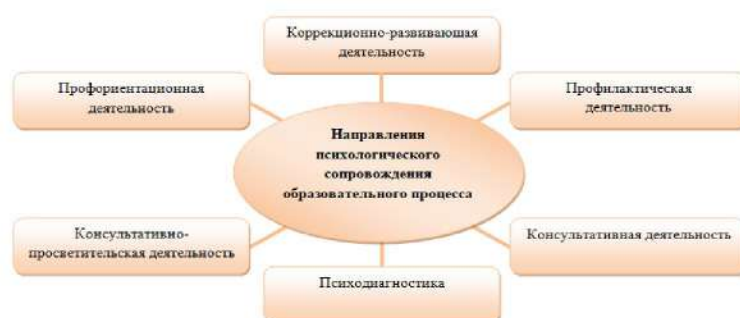 Коррекционно-развивающая
деятельность
Профориентационная
деятельность
Профилактическая
деятельность
Направления
психологического
сопровождения
образовательного процесса
Консультативно-
просветительская деятельность
Консультативная деятельность
Психодиагностика